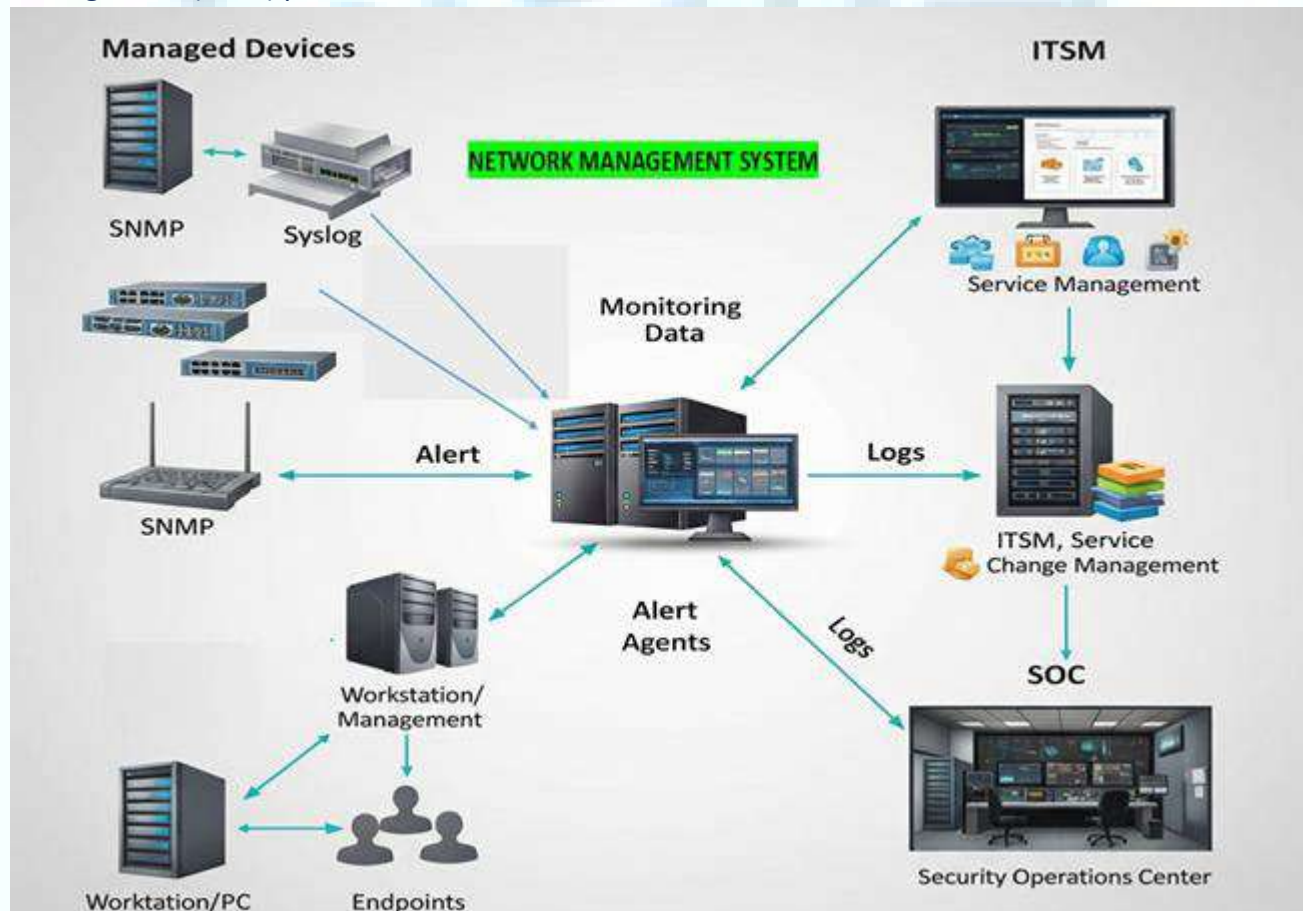 Managed Devices
ITSM
NETWORK MANAGEMENT SYSTEM
SNMP
Syslog
Service Management
Monitoring
Data
Alert
Logs
SNMP
ITSM, Service
Change Management
Alert
Agents
Logs
SOC
Workstation/
Management
Security Operations Center
Worktation/PC
Endpoints